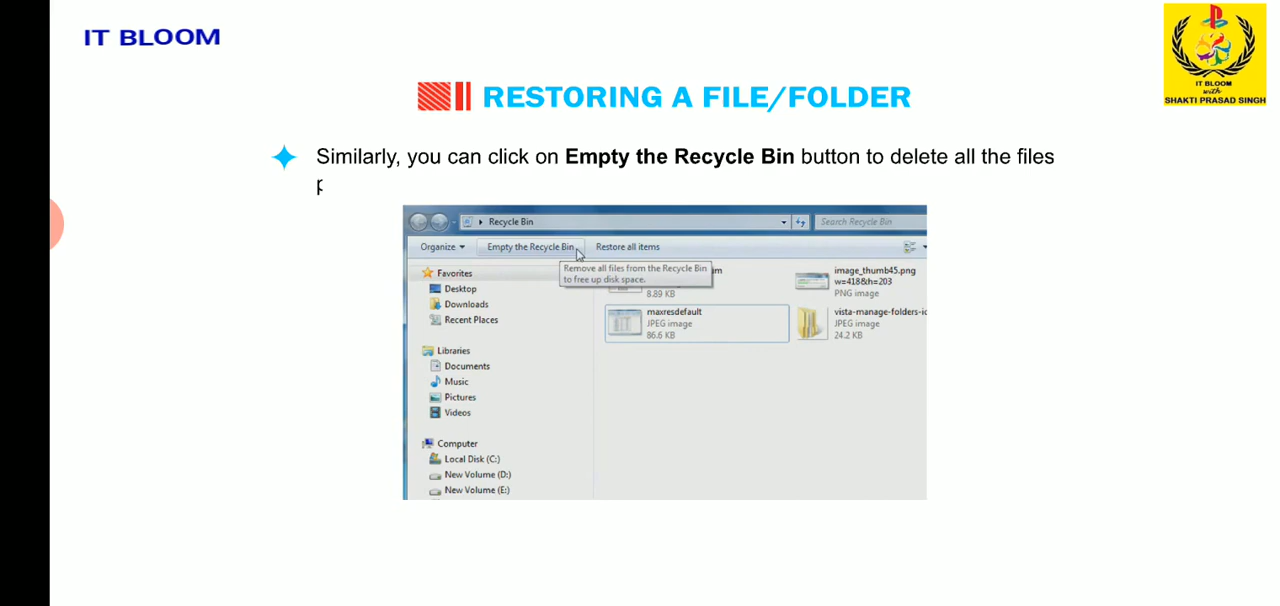 IT BLOOM
IT BLOOM
with
SHAKTI PRASAD SINGH
RESTORING A FILE/FOLDER
Similarly, you can click on Empty the Recycle Bin button to delete all the files
p
Recycle Bin
Search Recycle Bin
Organize
Empty the Recycle Bin
Restore all items
Remove all files from the Recycle Bin
to free up disk space.
8.89 KB
image_thumb45.png
w=418&h=203
PNG image
maxresdefault
JPEG image
86.6 KB
vista-manage-folders-ic
JPEG image
24.2 KB
Favorites
Desktop
Downloads
Recent Places
Libraries
Documents
Music
Pictures
Videos
Computer
Local Disk (C:)
New Volume (D:)
New Volume (E:)